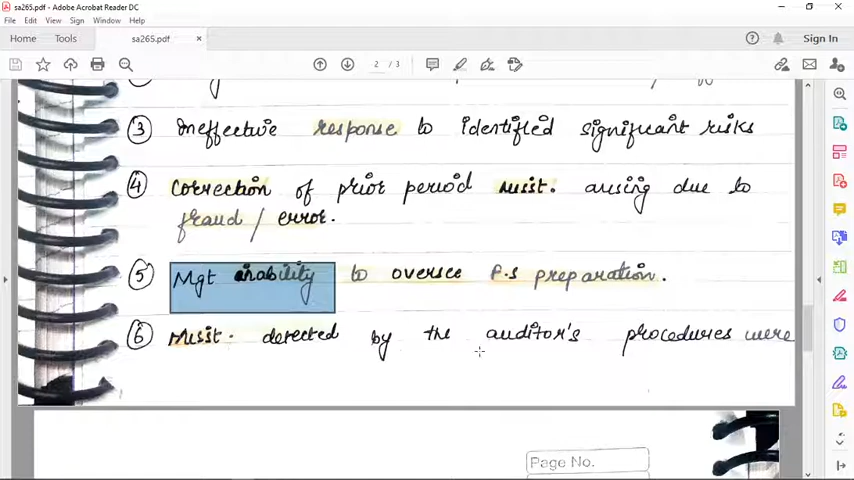 sa265.pdf - Adobe Acrobat Reader DC
File Edit View Sign Window Help
Home Tools sa265.pdf × Sign In
2 / 3
③ Ineffective response to identified significant risks
④ Correction of prior period misst. arising due to
fraud / error.
⑤ Mgt inability to oversee F.S preparation.
⑥ Misst. detected by the auditor's procedures were
Page No.